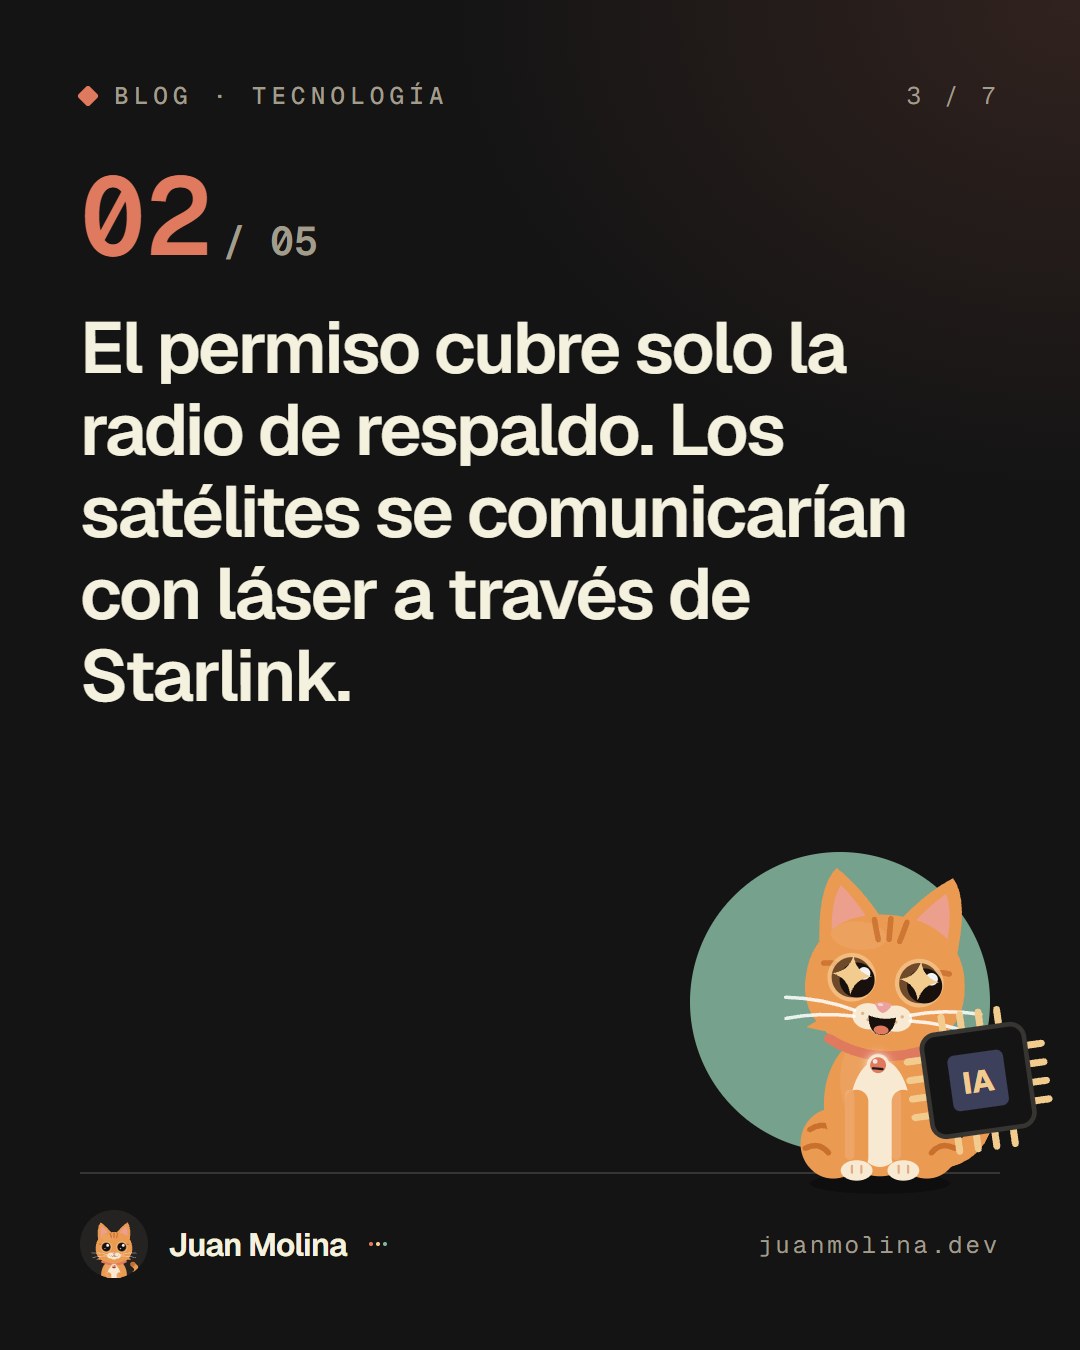 BLOG · TECNOLOGÍA
3 / 7
02 / 05
El permiso cubre solo la
radio de respaldo. Los
satélites se comunicarían
con láser a través de
Starlink.
IA
Juan Molina
juanmolina.dev